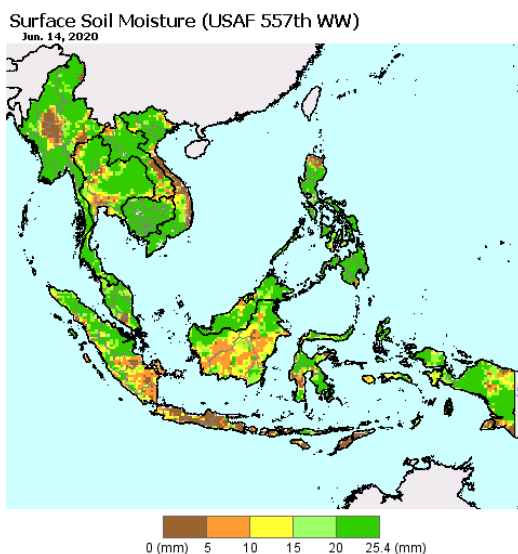 Surface Soil Moisture (USAF 557th WW)
Jun. 14, 2020
0 (mm) 5 10 15 20 25.4 (mm)